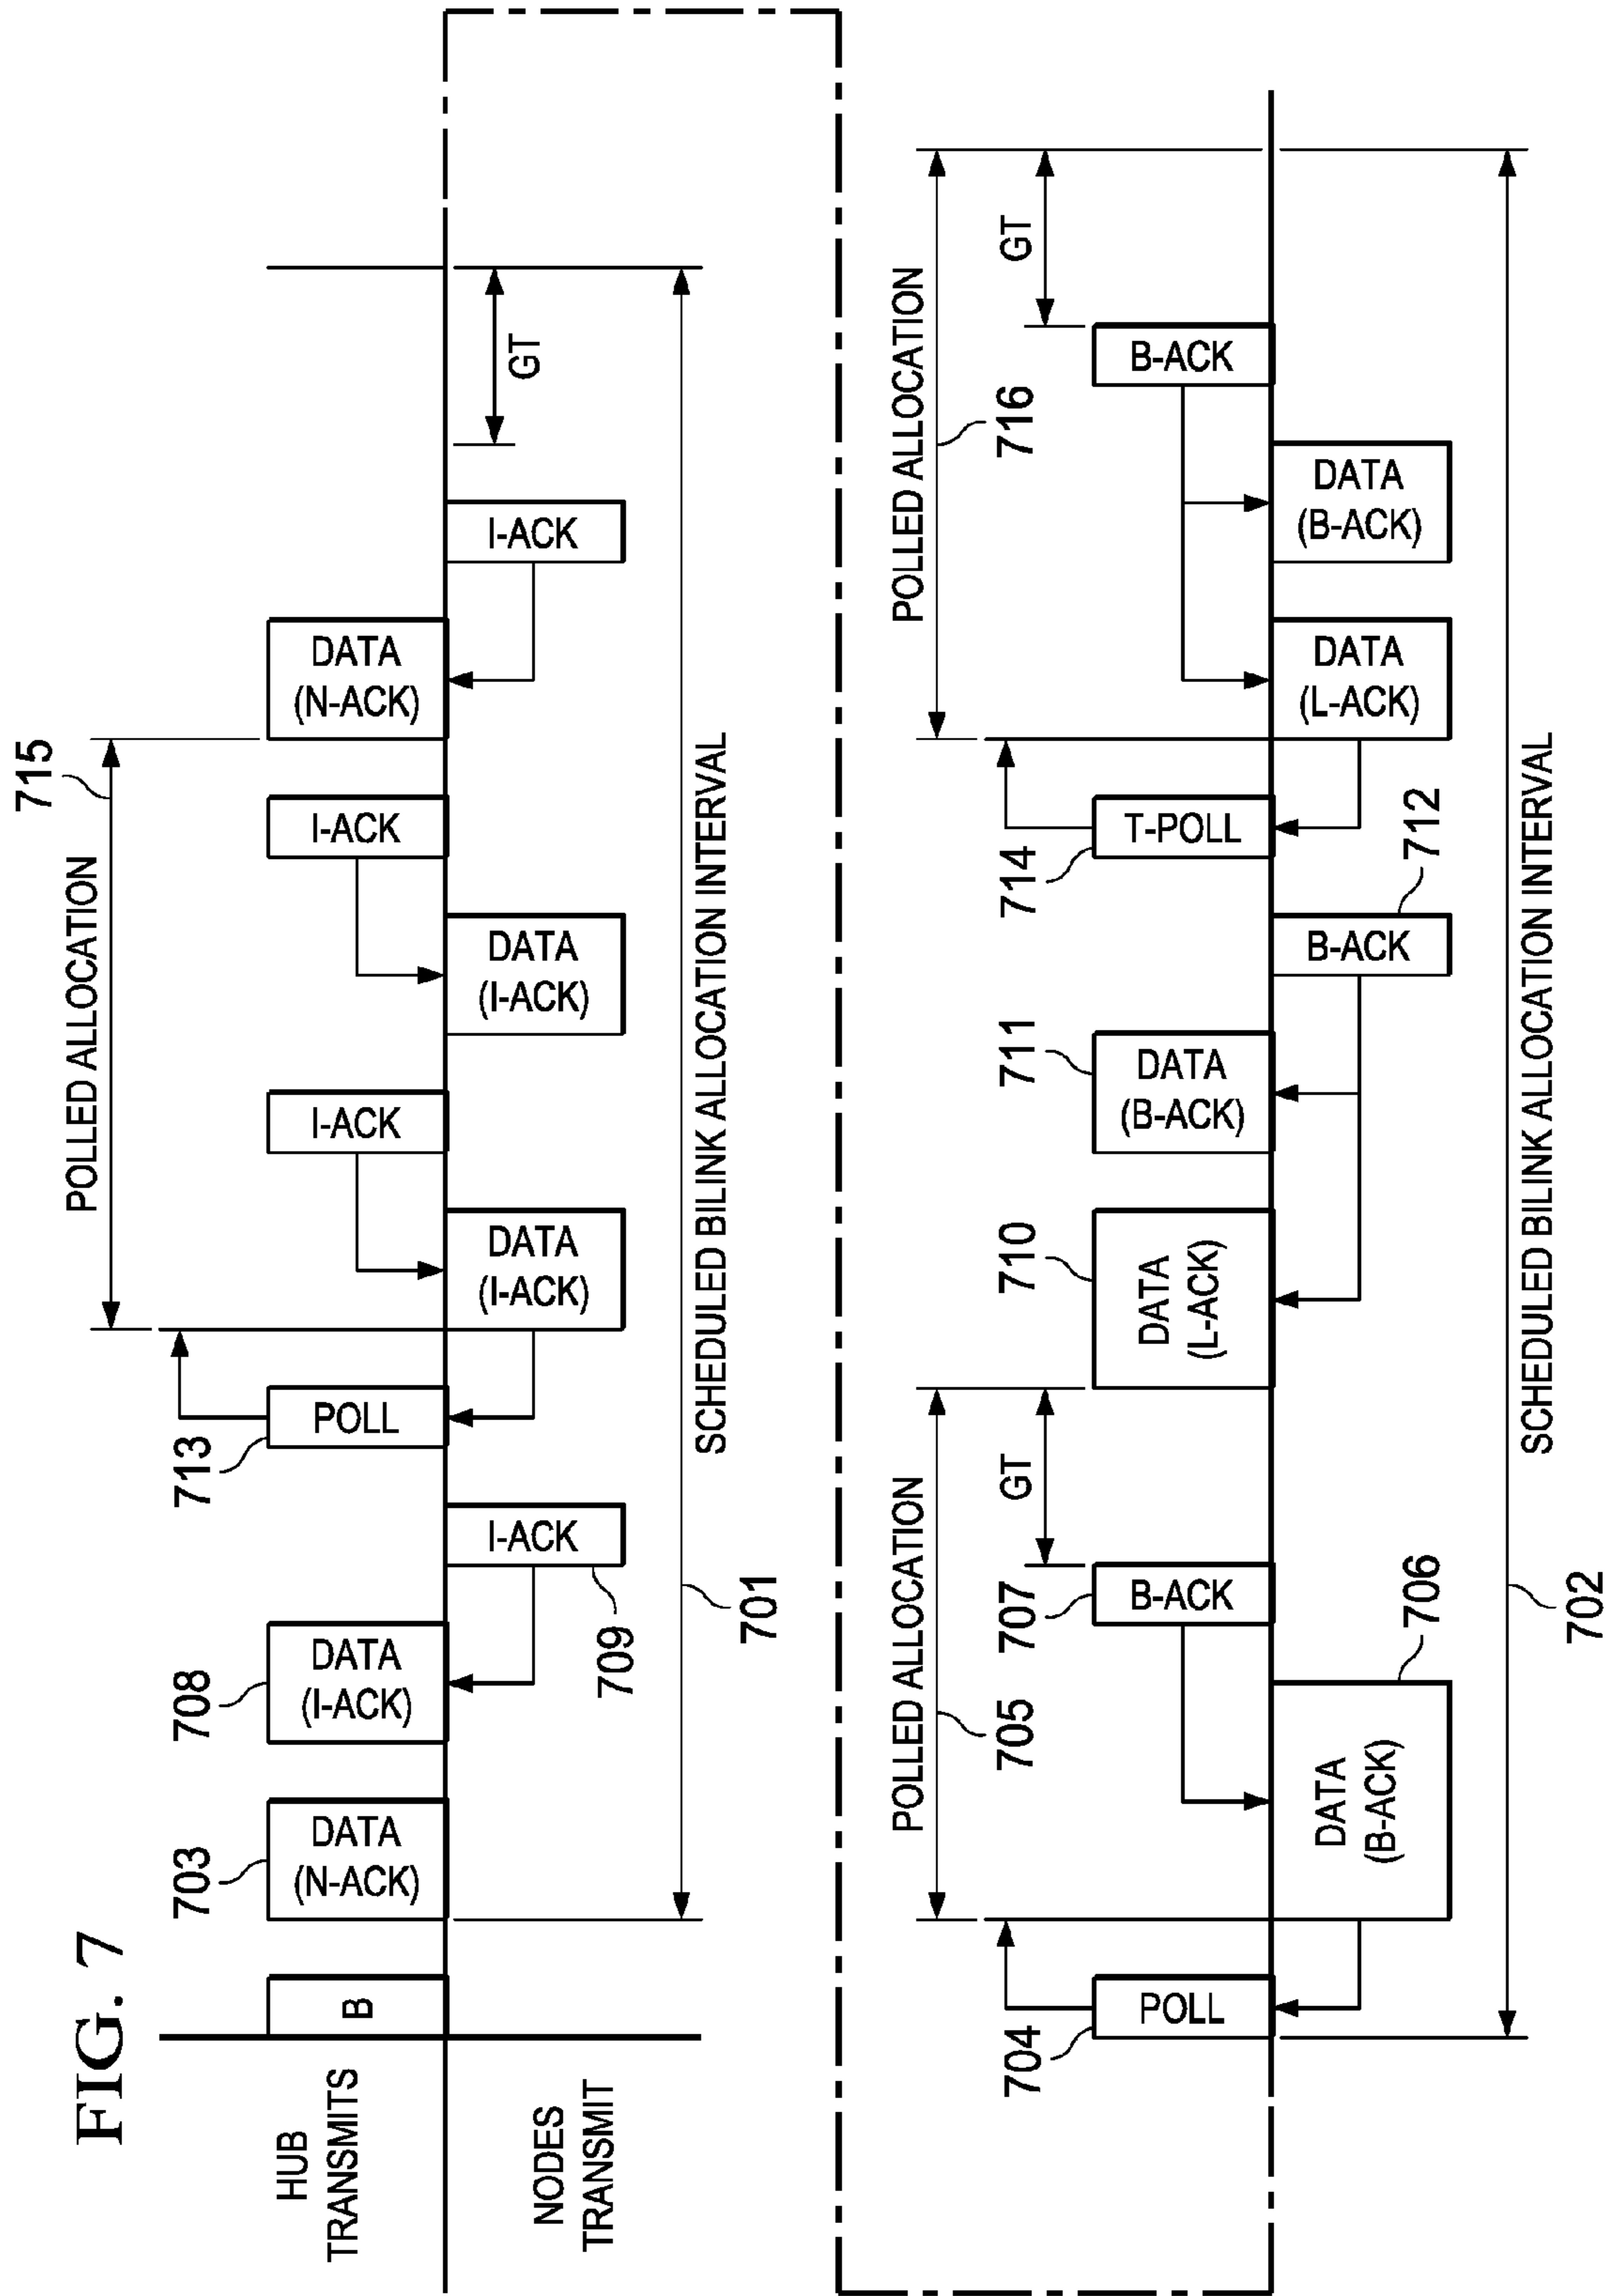 FIG. 7
HUB
TRANSMITS
NODES
TRANSMIT
B
703
DATA
(N-ACK)
708
DATA
(I-ACK)
I-ACK
709
713
POLL
POLLED ALLOCATION
715
DATA
(I-ACK)
I-ACK
DATA
(I-ACK)
I-ACK
DATA
(N-ACK)
I-ACK
GT
701
SCHEDULED BILINK ALLOCATION INTERVAL
704
POLL
POLLED ALLOCATION
705
DATA
(B-ACK)
706
707
B-ACK
GT
710
DATA
(L-ACK)
711
DATA
(B-ACK)
B-ACK
712
714
T-POLL
POLLED ALLOCATION
716
DATA
(L-ACK)
DATA
(B-ACK)
B-ACK
GT
702
SCHEDULED BILINK ALLOCATION INTERVAL